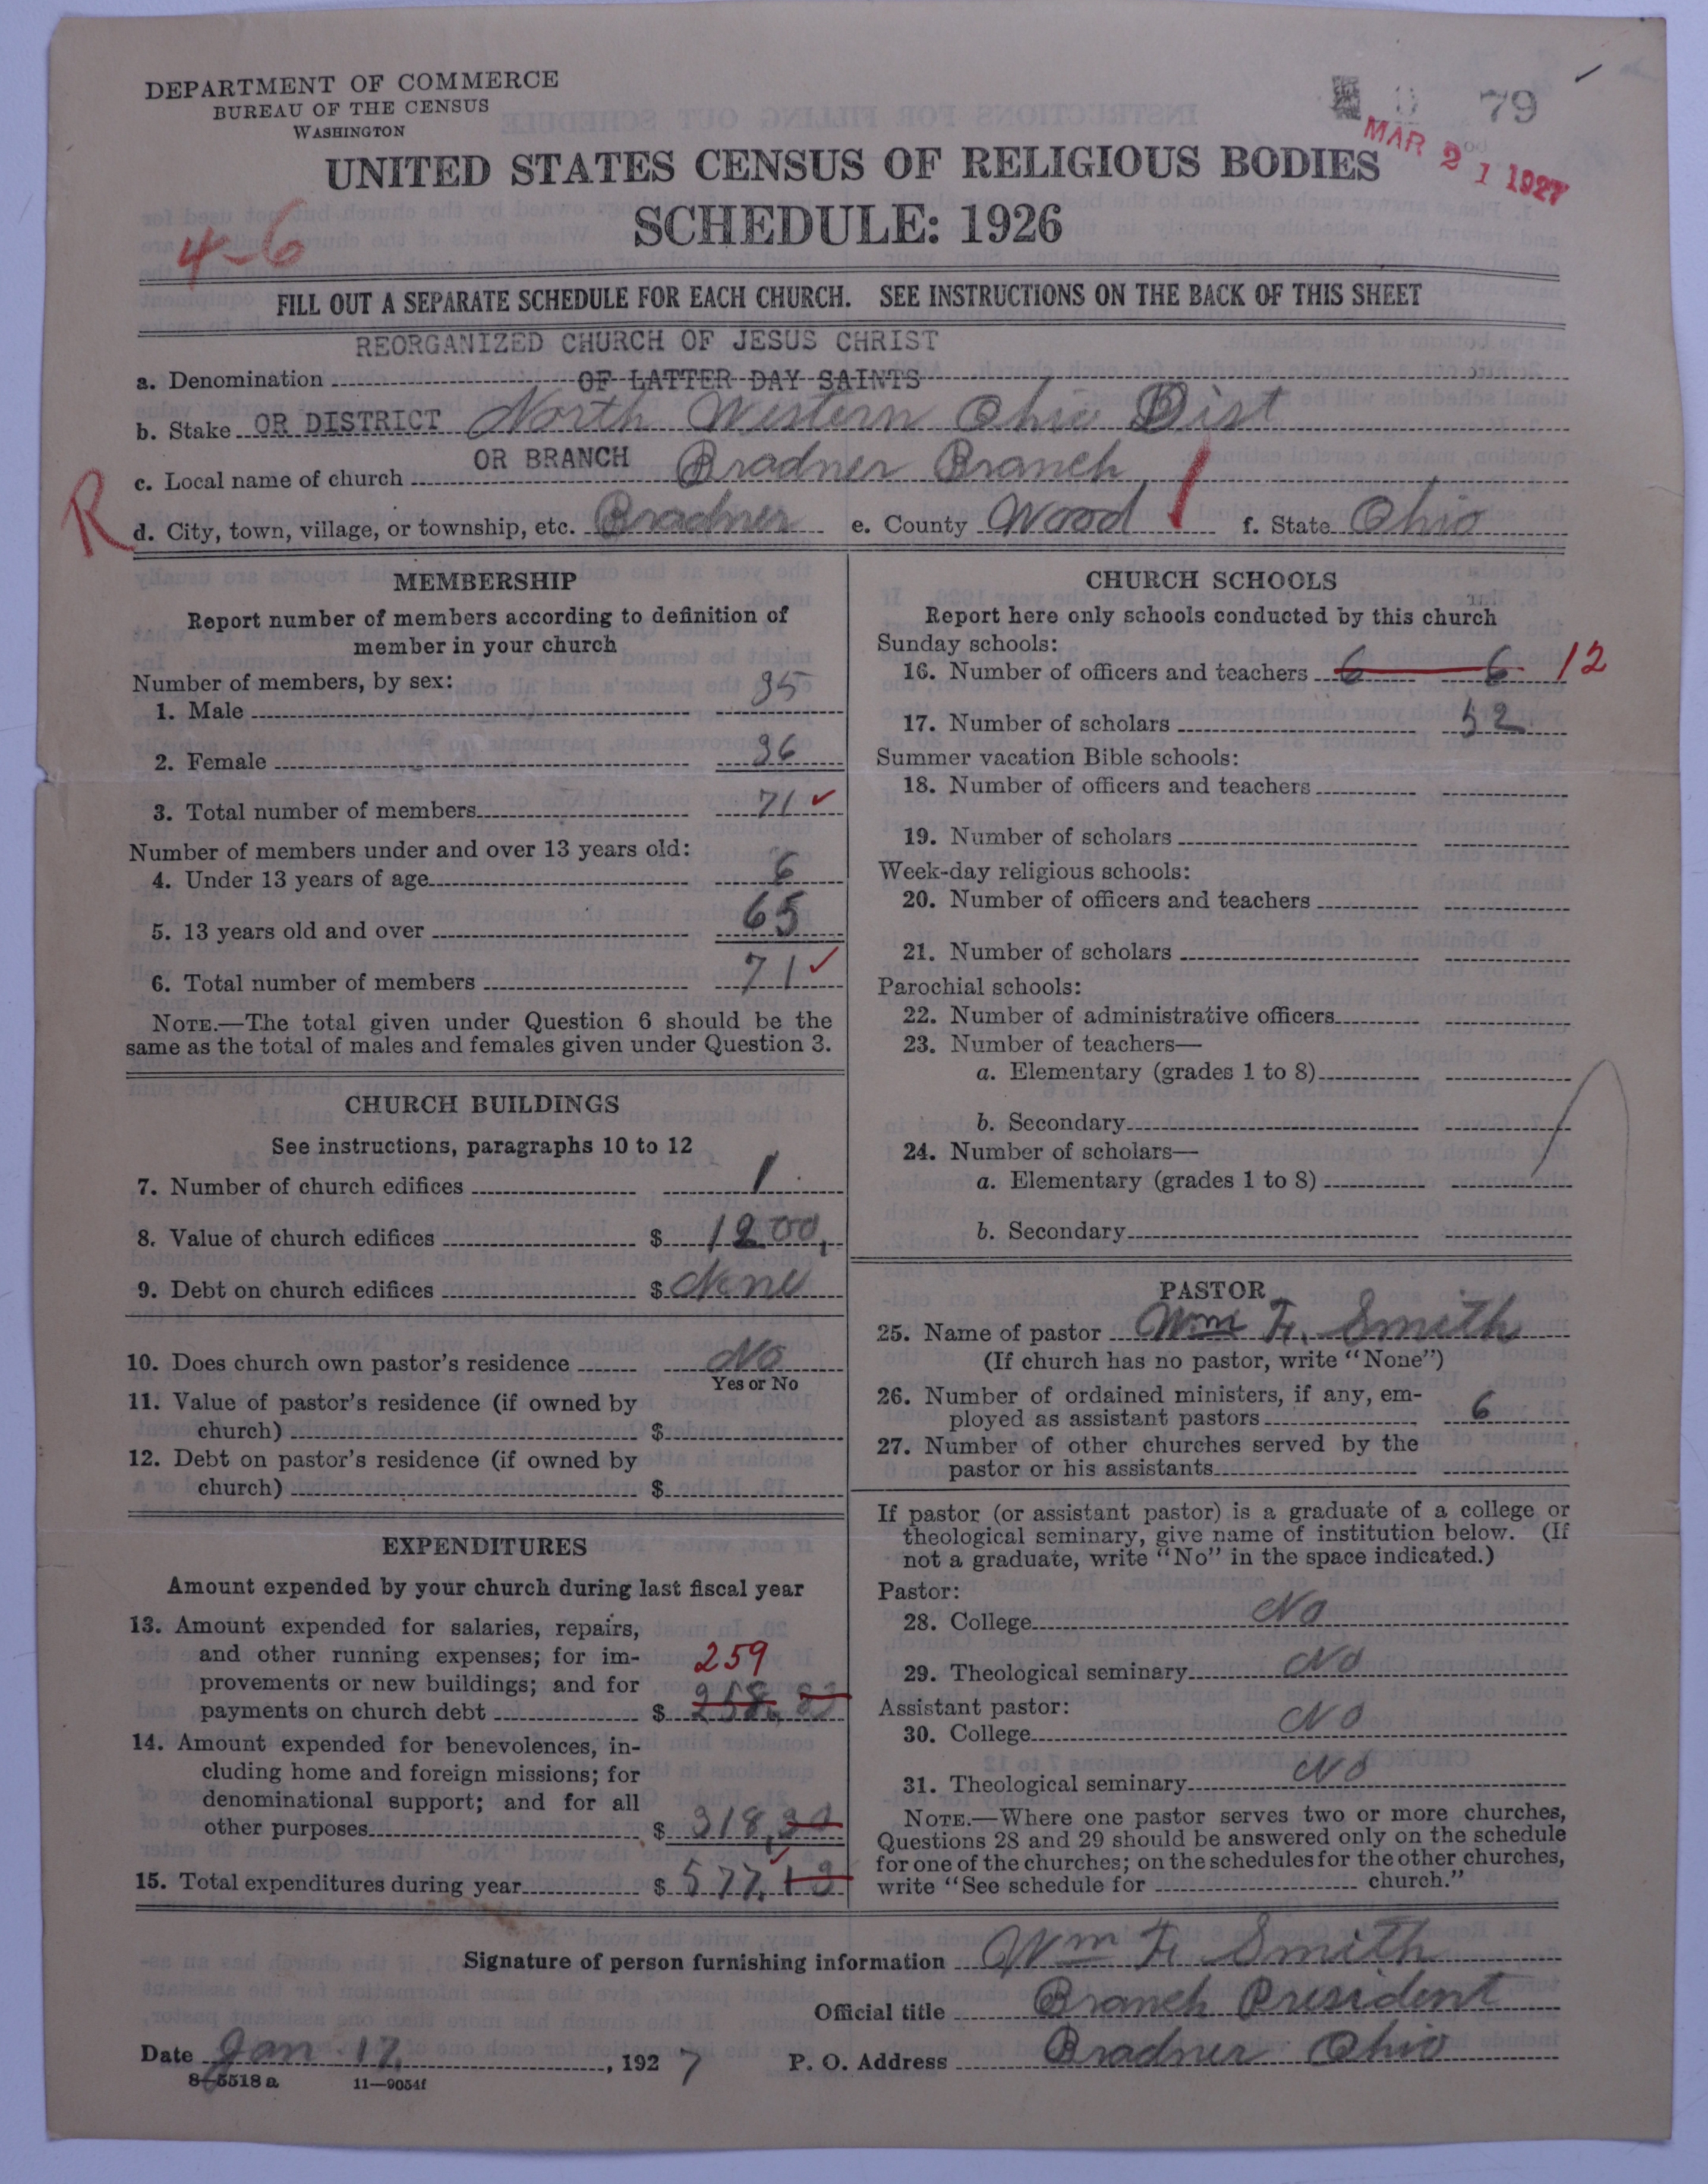 DEPARTMENT OF COMMERCE
BUREAU OF THE CENSUS
WASHINGTON
79
MAR 21 1927
UNITED STATES CENSUS OF RELIGIOUS BODIES
SCHEDULE: 1926
4-6
FILL OUT A SEPARATE SCHEDULE FOR EACH CHURCH. SEE INSTRUCTIONS ON THE BACK OF THIS SHEET
REORGANIZED CHURCH OF JESUS CHRIST
a. Denomination OF LATTER DAY SAINTS
b. Stake OR DISTRICT North Western Ohio Dist
c. Local name of church OR BRANCH Bradner Branch
R
d. City, town, village, or township, etc. Bradner e. County Wood f. State Ohio
MEMBERSHIP
Report number of members according to definition of
member in your church
Number of members, by sex:
1. Male 35
2. Female 36
3. Total number of members 71 ✓
Number of members under and over 13 years old:
4. Under 13 years of age 6
5. 13 years old and over 65
6. Total number of members 71 ✓
NOTE.—The total given under Question 6 should be the
same as the total of males and females given under Question 3.
CHURCH BUILDINGS
See instructions, paragraphs 10 to 12
7. Number of church edifices 1
8. Value of church edifices $ 1200,
9. Debt on church edifices $ None
10. Does church own pastor's residence No
Yes or No
11. Value of pastor's residence (if owned by
church) $
12. Debt on pastor's residence (if owned by
church) $
EXPENDITURES
Amount expended by your church during last fiscal year
13. Amount expended for salaries, repairs,
and other running expenses; for im-
259
provements or new buildings; and for
payments on church debt $ 258.83
14. Amount expended for benevolences, in-
cluding home and foreign missions; for
denominational support; and for all
other purposes $ 318,30
15. Total expenditures during year $ 577.13
CHURCH SCHOOLS
Report here only schools conducted by this church
Sunday schools:
16. Number of officers and teachers 6 6 12
17. Number of scholars 52
Summer vacation Bible schools:
18. Number of officers and teachers
19. Number of scholars
Week-day religious schools:
20. Number of officers and teachers
21. Number of scholars
Parochial schools:
22. Number of administrative officers
23. Number of teachers—
a. Elementary (grades 1 to 8)
b. Secondary
24. Number of scholars—
a. Elementary (grades 1 to 8)
b. Secondary
PASTOR
25. Name of pastor Wm F. Smith
(If church has no pastor, write "None")
26. Number of ordained ministers, if any, em-
ployed as assistant pastors 6
27. Number of other churches served by the
pastor or his assistants
If pastor (or assistant pastor) is a graduate of a college or
theological seminary, give name of institution below. (If
not a graduate, write "No" in the space indicated.)
Pastor:
28. College No
29. Theological seminary No
Assistant pastor:
30. College No
31. Theological seminary No
NOTE.—Where one pastor serves two or more churches,
Questions 28 and 29 should be answered only on the schedule
for one of the churches; on the schedules for the other churches,
write "See schedule for church."
Signature of person furnishing information Wm F. Smith
Official title Branch President
Date Jan 17, 1927 P. O. Address Bradner Ohio
8-5518 a 11—9054f